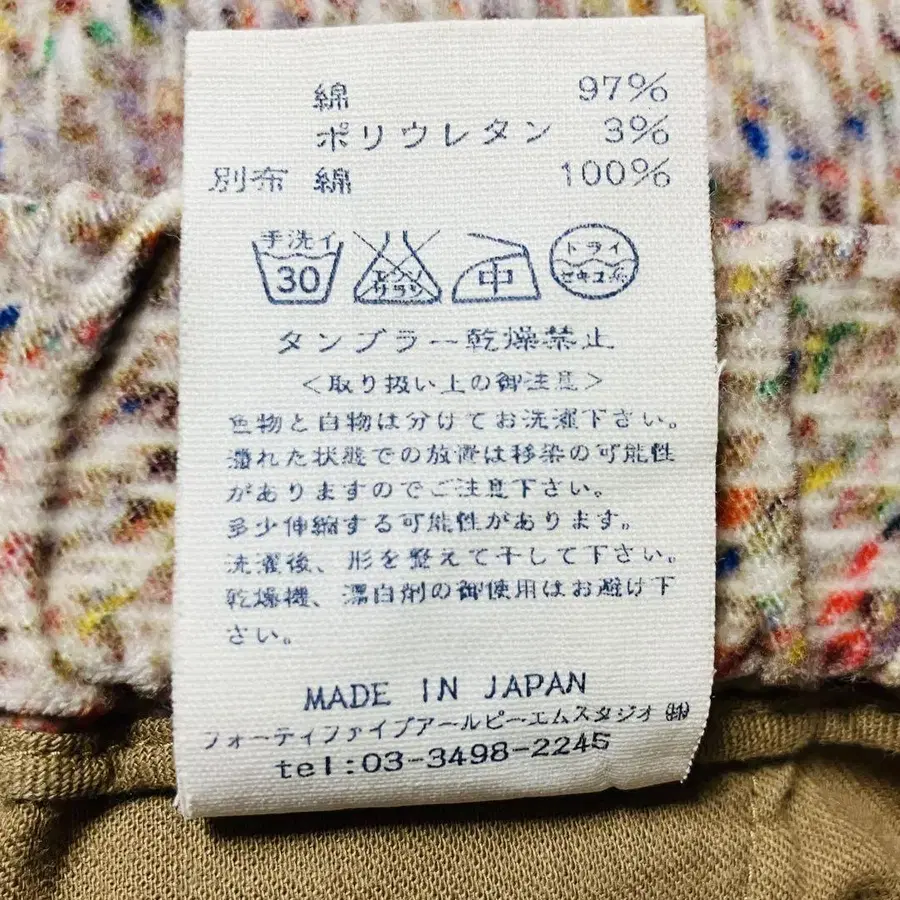 綿 97%
ポリウレタン 3%
別布 綿 100%
手洗イ 30 エンソサラシ 中 ドライ セキユ系
タンブラー乾燥禁止
<取り扱い上の御注意>
色物と白物は分けてお洗濯下さい。
濡れた状態での放置は移染の可能性
がありますのでご注意下さい。
多少伸縮する可能性があります。
洗濯後、形を整えて干して下さい。
乾燥機、漂白剤の御使用はお避け下
さい。
MADE IN JAPAN
フォーティファイブアールピーエムスタジオ㈱
tel:03-3498-2245